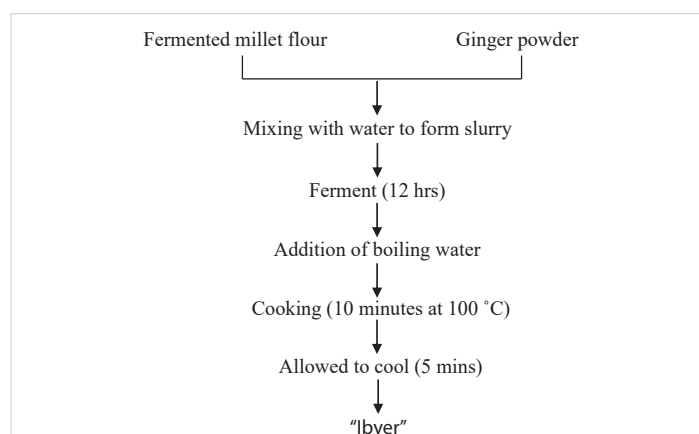 Fermented millet flour
Ginger powder
Mixing with water to form slurry
Ferment (12 hrs)
Addition of boiling water
Cooking (10 minutes at 100 ˚C)
Allowed to cool (5 mins)
“Ibyer”